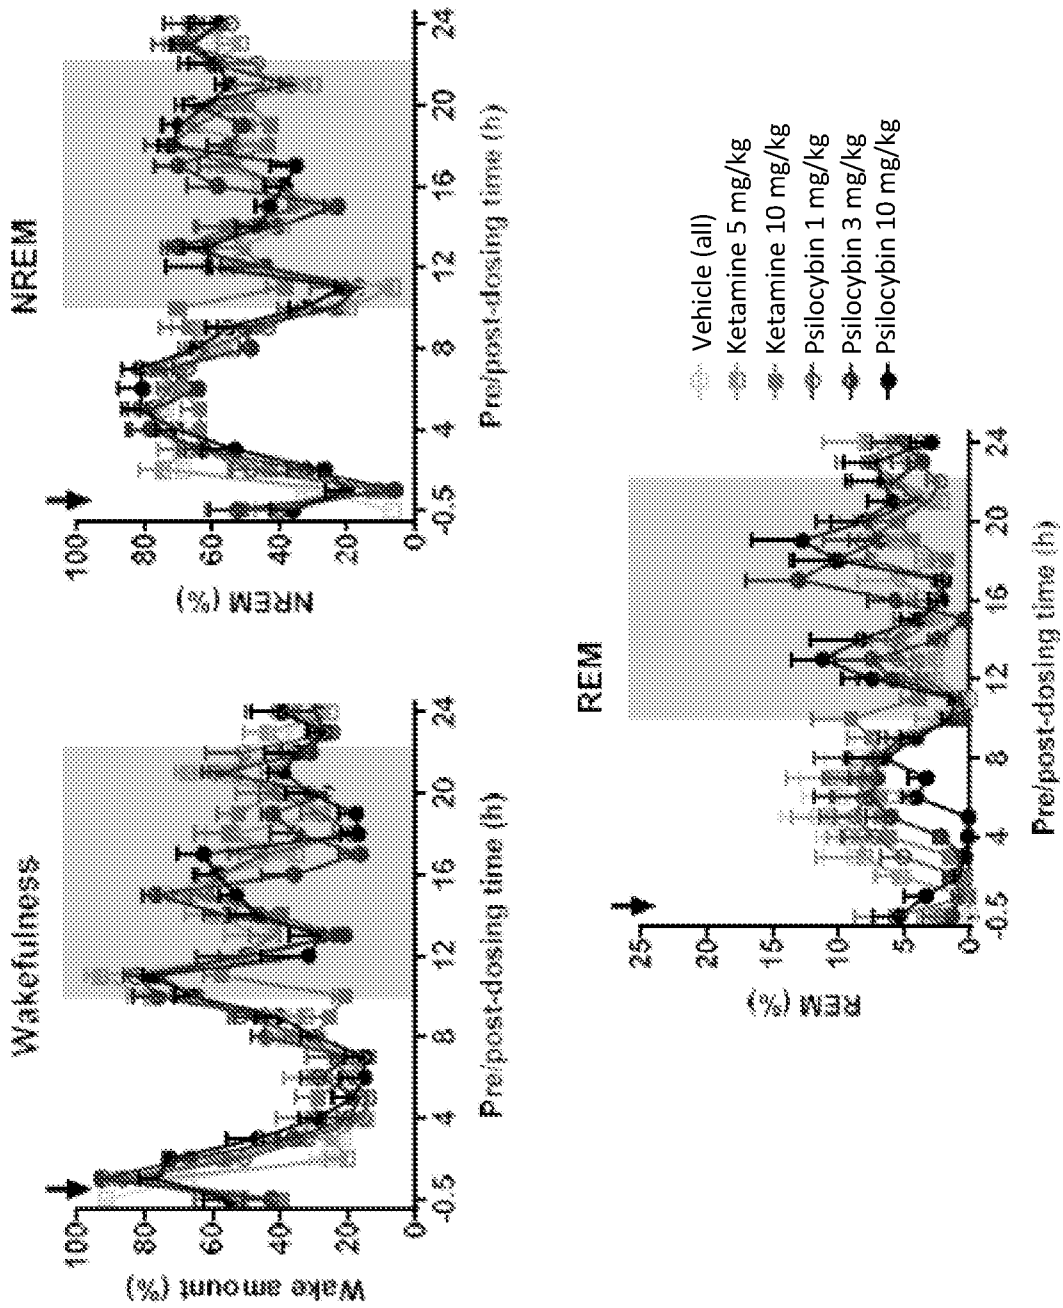 Wakefulness
Wake amount (%)
100
80
60
40
20
0
-0.5
4
8
12
16
20
24
Pre/post-dosing time (h)
NREM
NREM (%)
100
80
60
40
20
0
-0.5
4
8
12
16
20
24
Pre/post-dosing time (h)
REM
REM (%)
25
20
15
10
5
0
-0.5
4
8
12
16
20
24
Pre/post-dosing time (h)
Vehicle (all)
Ketamine 5 mg/kg
Ketamine 10 mg/kg
Psilocybin 1 mg/kg
Psilocybin 3 mg/kg
Psilocybin 10 mg/kg